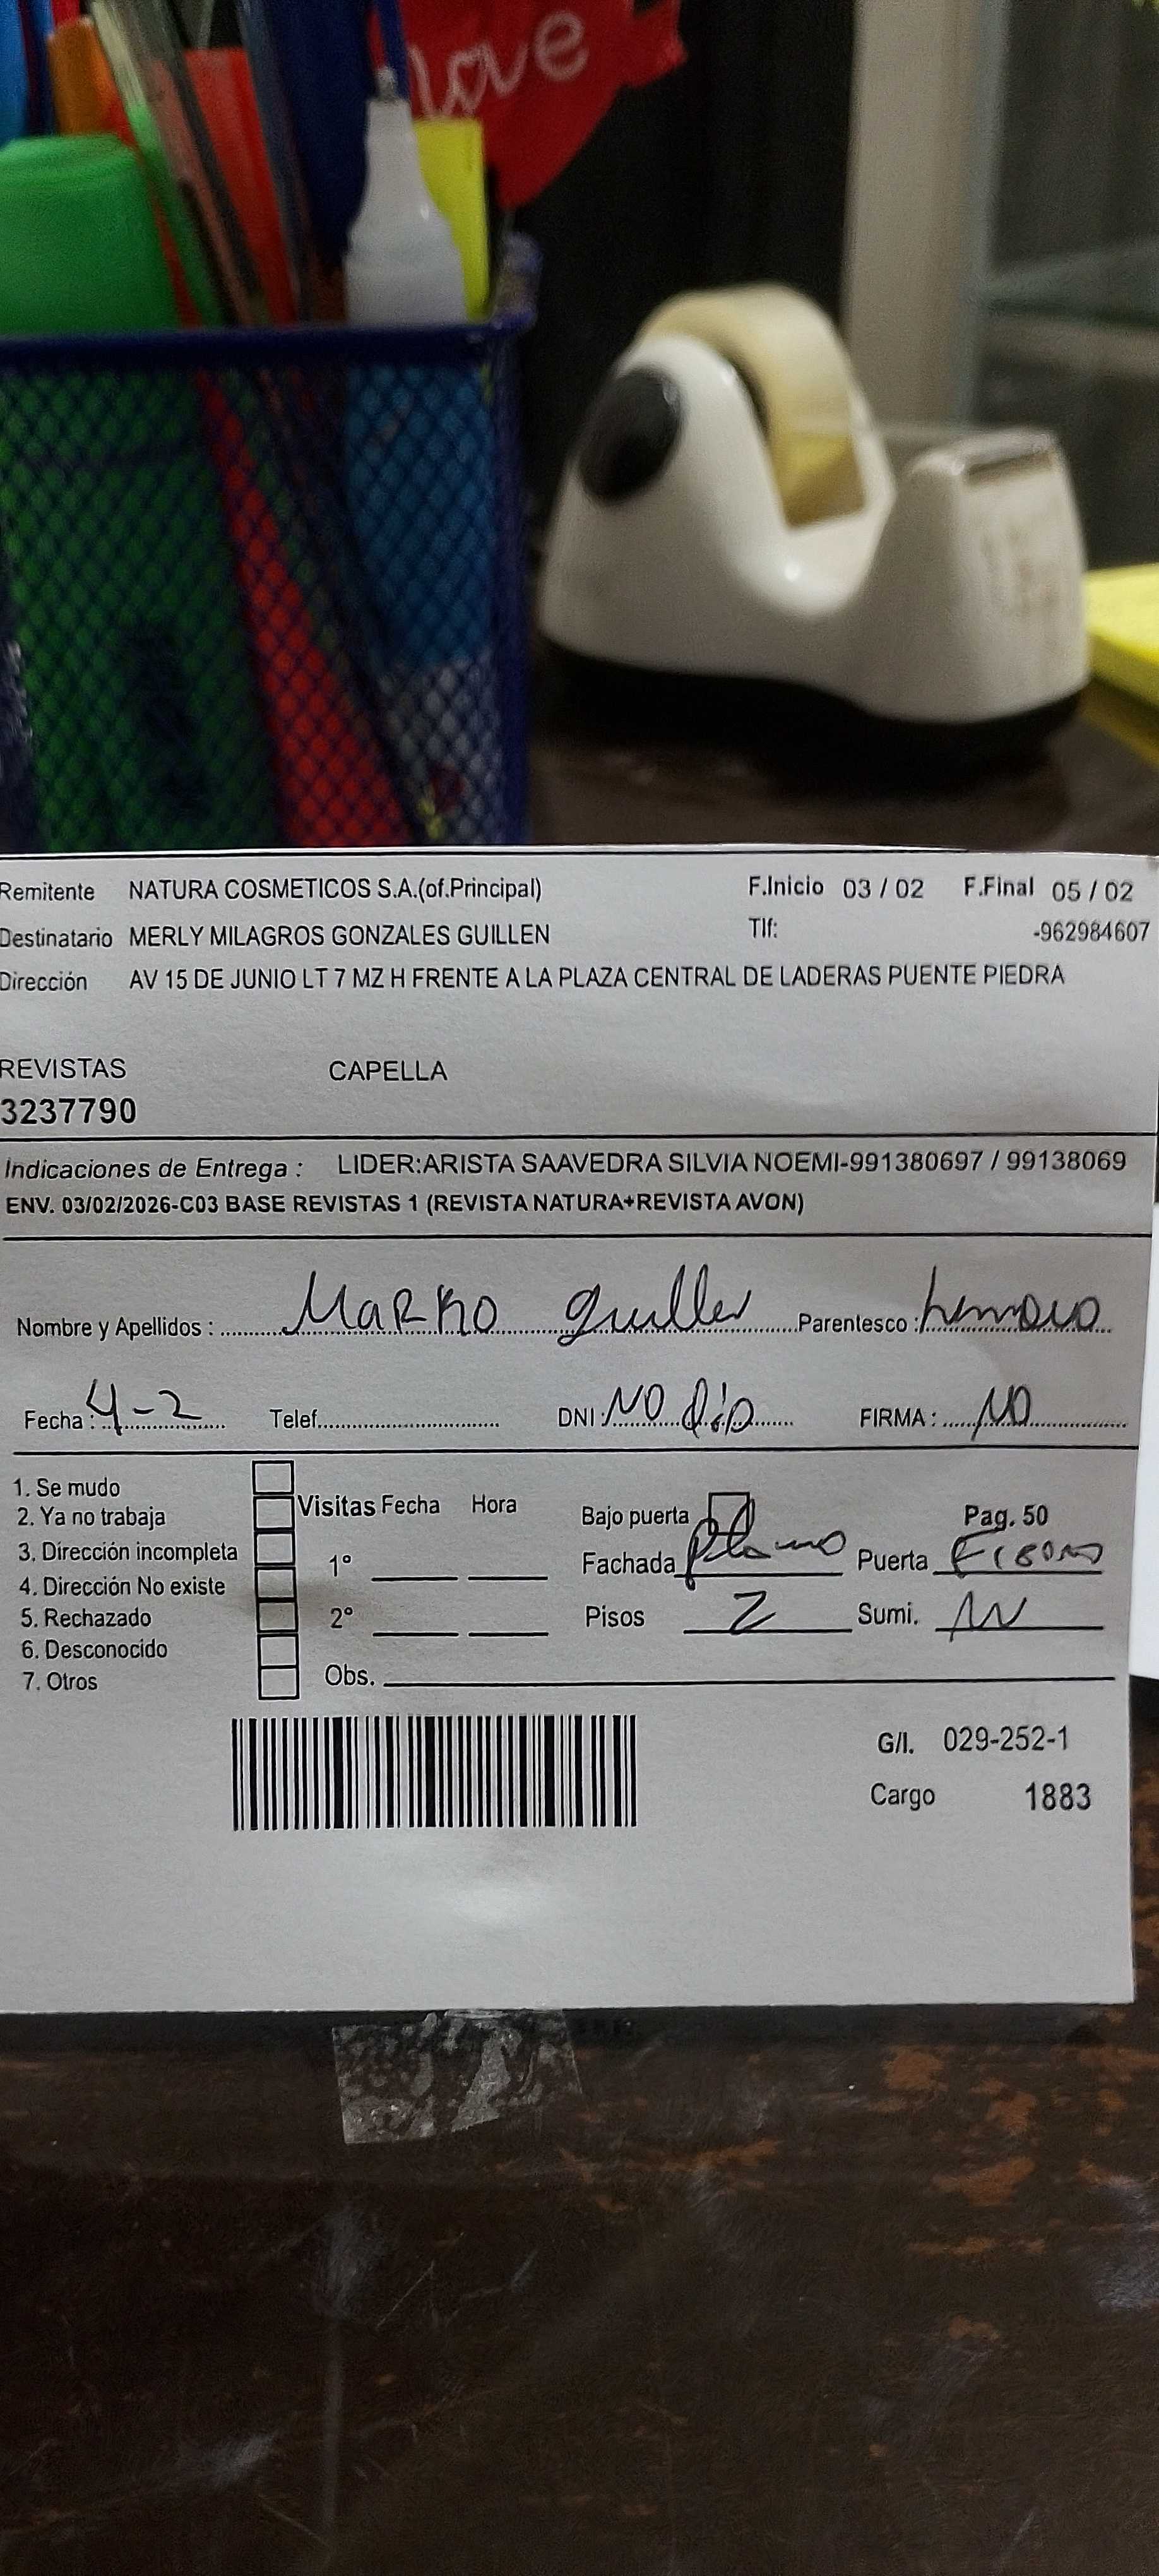 love
Remitente NATURA COSMETICOS S.A.(of.Principal) F.Inicio 03 / 02 F.Final 05 / 02
Destinatario MERLY MILAGROS GONZALES GUILLEN Tlf: -962984607
Dirección AV 15 DE JUNIO LT 7 MZ H FRENTE A LA PLAZA CENTRAL DE LADERAS PUENTE PIEDRA
REVISTAS CAPELLA
3237790
Indicaciones de Entrega : LIDER:ARISTA SAAVEDRA SILVIA NOEMI-991380697 / 99138069
ENV. 03/02/2026-C03 BASE REVISTAS 1 (REVISTA NATURA+REVISTA AVON)
Nombre y Apellidos : Marko Guillen Parentesco :
Fecha : 4-2 Telef. DNI : NO dio FIRMA : NO
1. Se mudo
2. Ya no trabaja Visitas Fecha Hora Bajo puerta Pag. 50
3. Dirección incompleta 1° Fachada Puerta
4. Dirección No existe
5. Rechazado 2° Pisos 2 Sumi.
6. Desconocido
7. Otros Obs.
G/I. 029-252-1
Cargo 1883